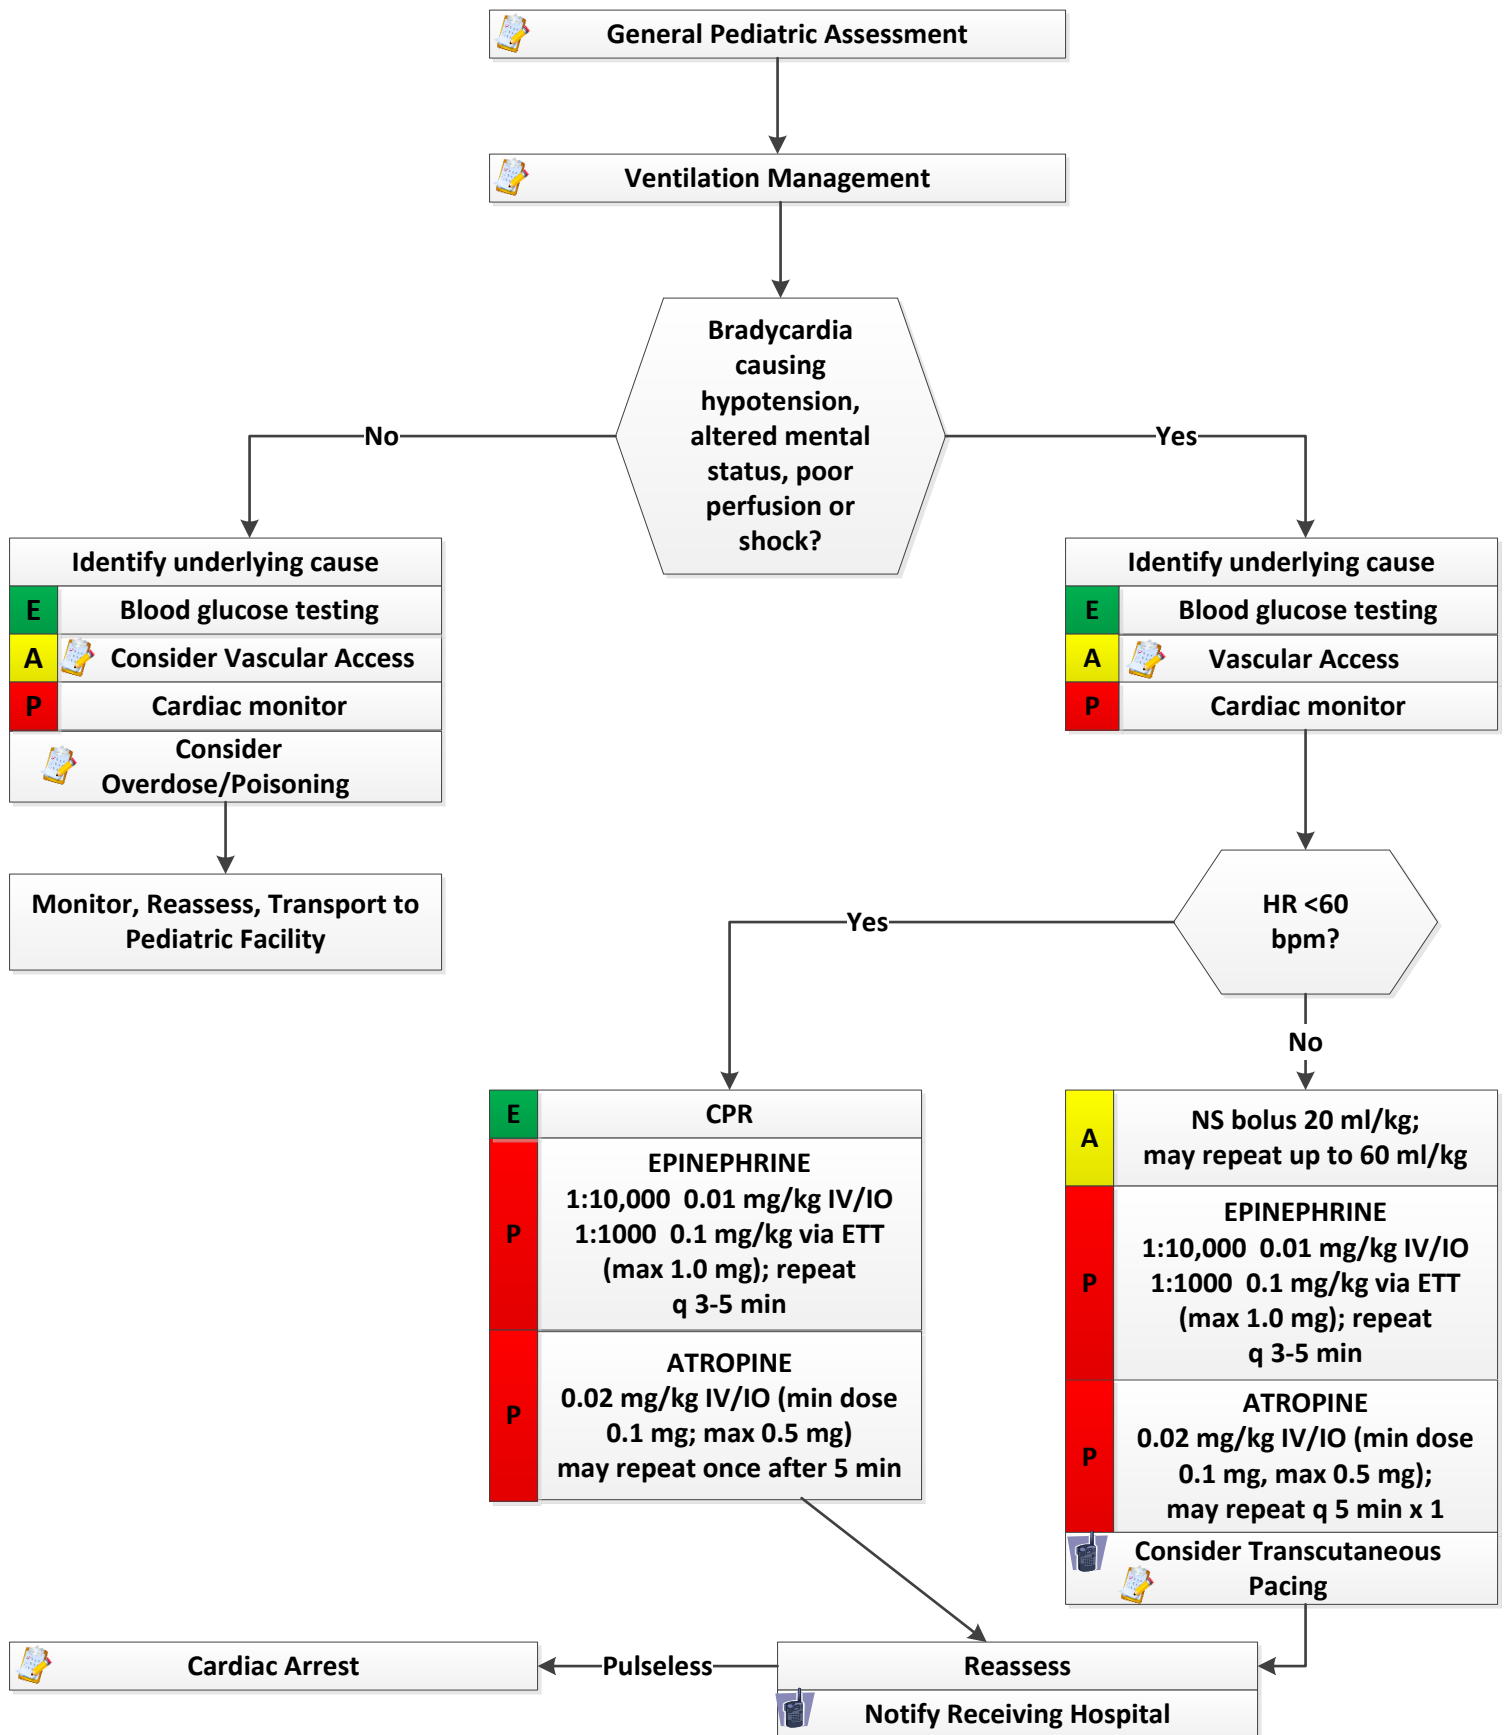 General Pediatric Assessment
Ventilation Management
Bradycardia
causing
hypotension,
altered mental
status, poor
perfusion or
shock?
No
Yes
Identify underlying cause
E
Blood glucose testing
A
Consider Vascular Access
P
Cardiac monitor
Consider
Overdose/Poisoning
Monitor, Reassess, Transport to
Pediatric Facility
Identify underlying cause
E
Blood glucose testing
A
Vascular Access
P
Cardiac monitor
HR <60
bpm?
Yes
No
E
CPR
P
EPINEPHRINE
1:10,000  0.01 mg/kg IV/IO
1:1000  0.1 mg/kg via ETT
(max 1.0 mg); repeat
q 3-5 min
P
ATROPINE
0.02 mg/kg IV/IO (min dose
0.1 mg; max 0.5 mg)
may repeat once after 5 min
A
NS bolus 20 ml/kg;
may repeat up to 60 ml/kg
P
EPINEPHRINE
1:10,000  0.01 mg/kg IV/IO
1:1000  0.1 mg/kg via ETT
(max 1.0 mg); repeat
q 3-5 min
P
ATROPINE
0.02 mg/kg IV/IO (min dose
0.1 mg, max 0.5 mg);
may repeat q 5 min x 1
Consider Transcutaneous
Pacing
Cardiac Arrest
Pulseless
Reassess
Notify Receiving Hospital